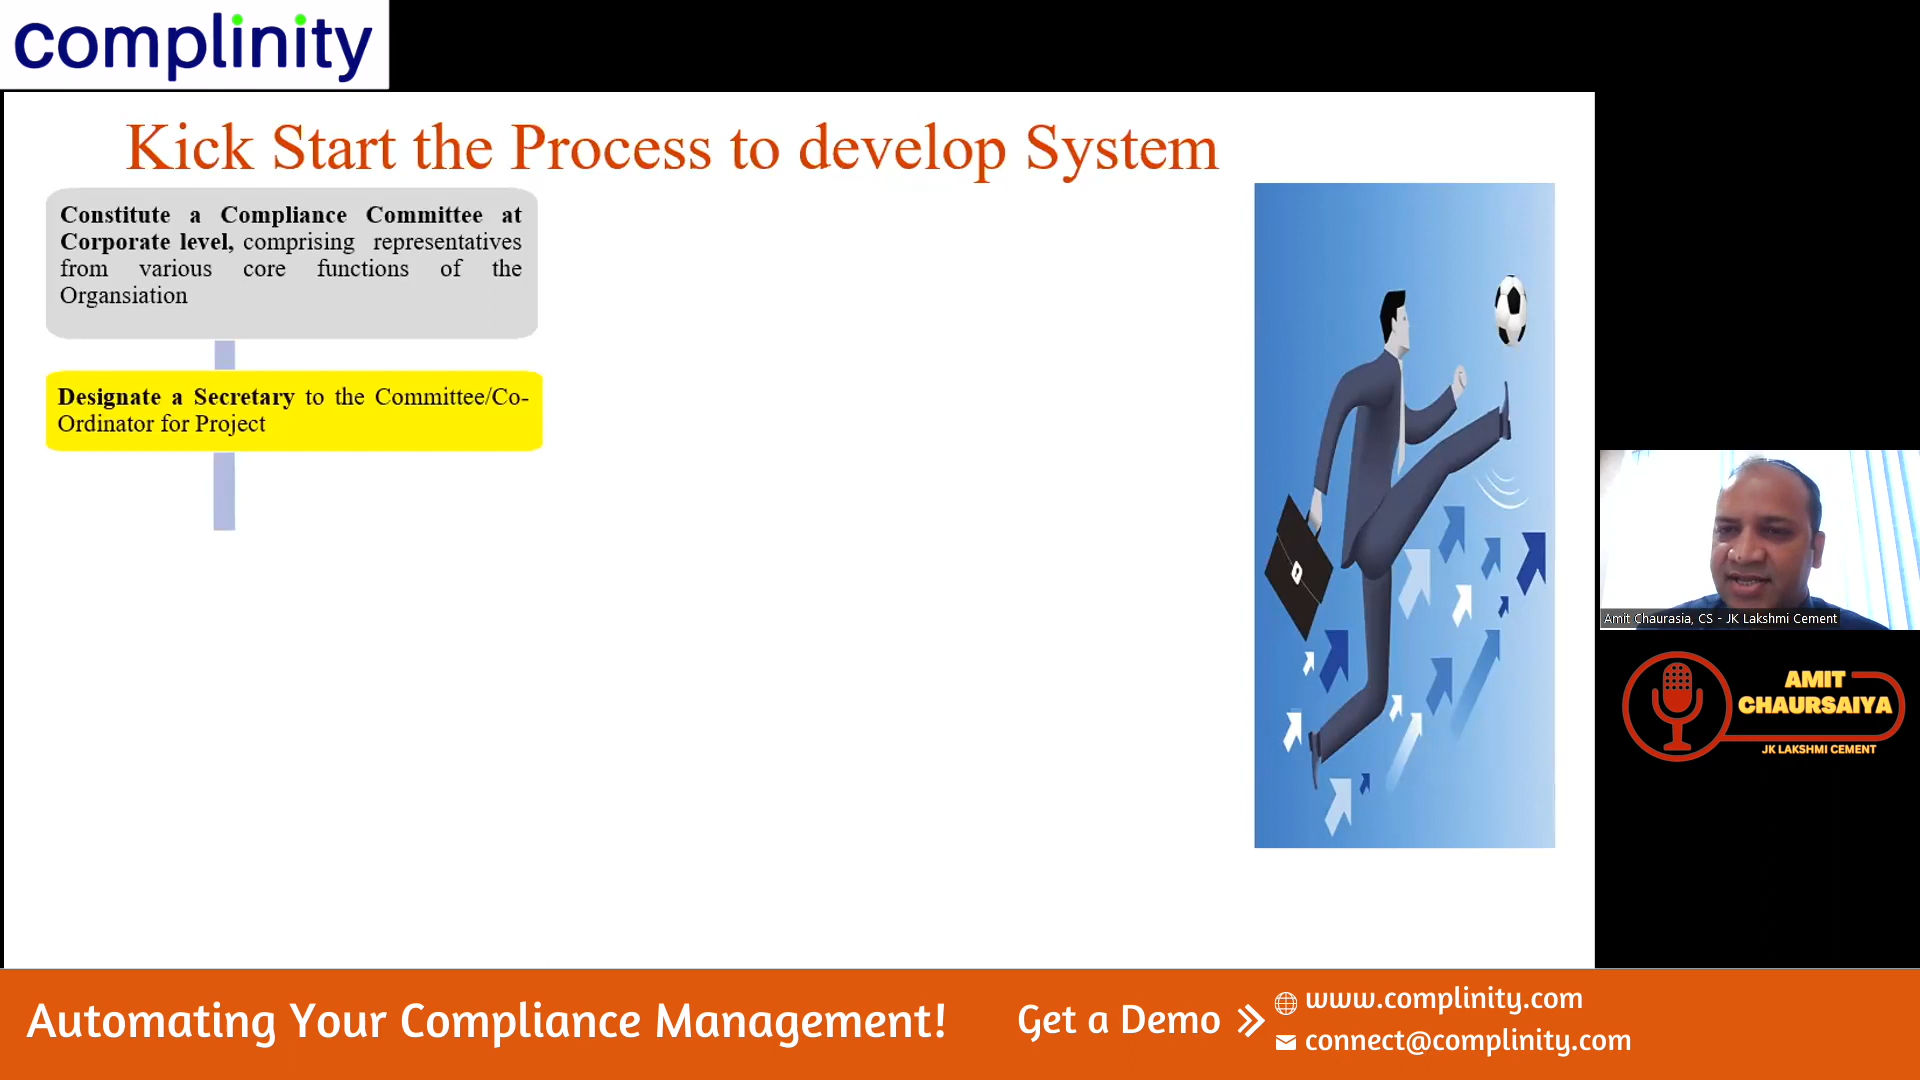 complinity
Kick Start the Process to develop System
Constitute a Compliance Committee at
Corporate level, comprising representatives
from various core functions of the
Organsiation
Designate a Secretary to the Committee/Co-
Ordinator for Project
Amit Chaurasia, CS - JK Lakshmi Cement
AMIT
CHAURSAIYA
JK LAKSHMI CEMENT
Automating Your Compliance Management!
Get a Demo
www.complinity.com
connect@complinity.com